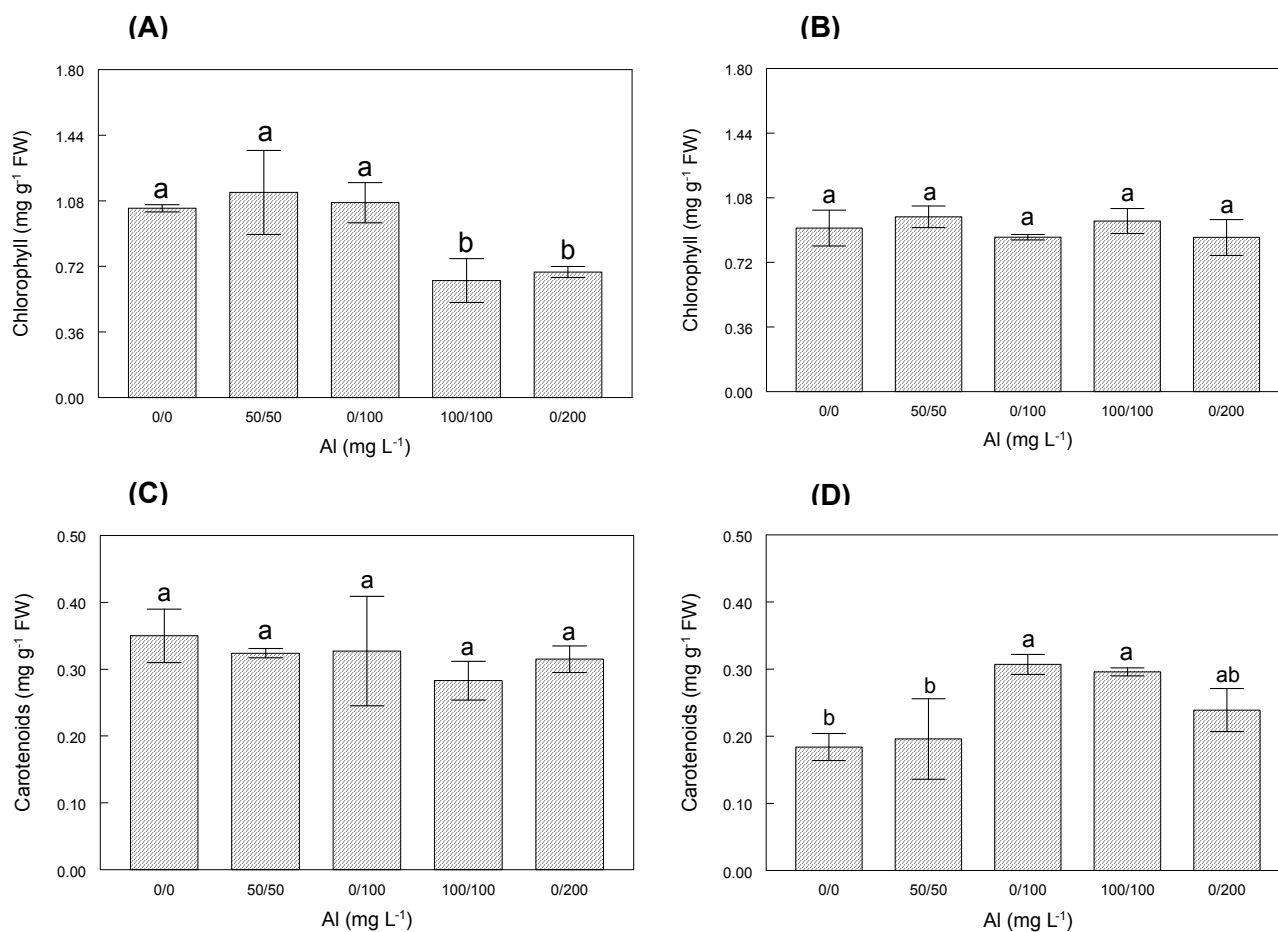 (A)
Chlorophyll (mg g⁻¹ FW)
1.80
1.44
1.08
0.72
0.36
0.00
a
a
a
b
b
0/0 50/50 0/100 100/100 0/200
Al (mg L⁻¹)
(B)
Chlorophyll (mg g⁻¹ FW)
1.80
1.44
1.08
0.72
0.36
0.00
a
a
a
a
a
0/0 50/50 0/100 100/100 0/200
Al (mg L⁻¹)
(C)
Carotenoids (mg g⁻¹ FW)
0.50
0.40
0.30
0.20
0.10
0.00
a
a
a
a
a
0/0 50/50 0/100 100/100 0/200
Al (mg L⁻¹)
(D)
Carotenoids (mg g⁻¹ FW)
0.50
0.40
0.30
0.20
0.10
0.00
b
b
a
a
ab
0/0 50/50 0/100 100/100 0/200
Al (mg L⁻¹)